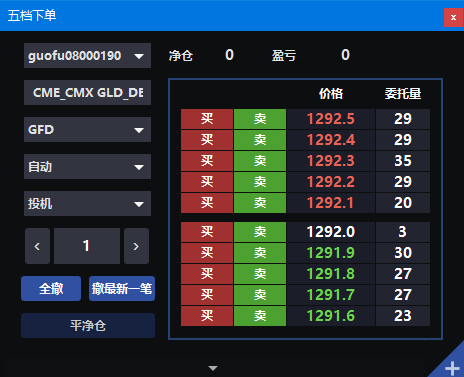 五档下单
x
guofu08000190 净仓 0 盈亏 0
CME_CMX GLD_DE
GFD
自动
投机
< 1 >
全撤 撤最新一笔
平净仓
价格 委托量
买 卖 1292.5 29
买 卖 1292.4 29
买 卖 1292.3 35
买 卖 1292.2 29
买 卖 1292.1 20
买 卖 1292.0 3
买 卖 1291.9 30
买 卖 1291.8 27
买 卖 1291.7 27
买 卖 1291.6 23
+